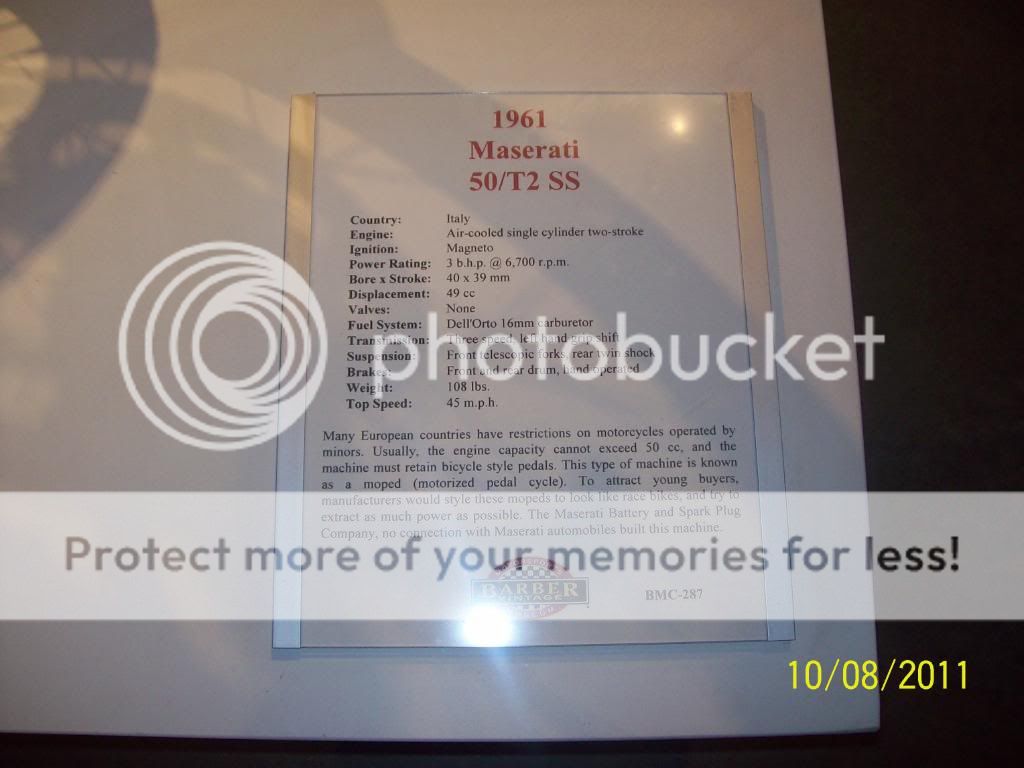 1961
Maserati
50/T2 SS
Country: Italy
Engine: Air-cooled single cylinder two-stroke
Ignition: Magneto
Power Rating: 3 b.h.p. @ 6,700 r.p.m.
Bore x Stroke: 40 x 39 mm
Displacement: 49 cc
Valves: None
Fuel System: Dell'Orto 16mm carburetor
Transmission: Three speed, left hand grip shift
Suspension: Front telescopic forks, rear twin shock
Brakes: Front and rear drum, hand operated
Weight: 108 lbs.
Top Speed: 45 m.p.h.
Many European countries have restrictions on motorcycles operated by
minors. Usually, the engine capacity cannot exceed 50 cc, and the
machine must retain bicycle style pedals. This type of machine is known
as a moped (motorized pedal cycle). To attract young buyers,
manufacturers would style these mopeds to look like race bikes, and try to
extract as much power as possible. The Maserati Battery and Spark Plug
Company, no connection with Maserati automobiles built this machine.
BARBER
VINTAGE
BMC-287
photobucket
Protect more of your memories for less!
10/08/2011